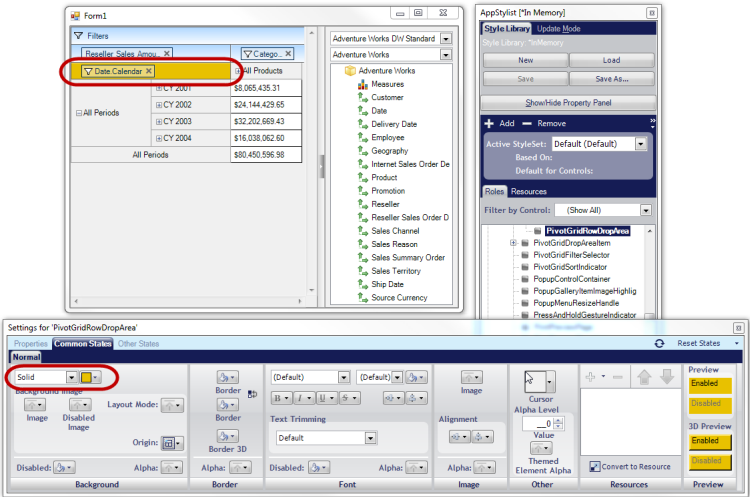 Form1
Filters
Reseller Sales Amou..
Catego..
Date.Calendar
All Products
All Periods
CY 2001
$8,065,435.31
CY 2002
$24,144,429.65
CY 2003
$32,202,669.43
CY 2004
$16,038,062.60
All Periods
$80,450,596.98
Adventure Works DW Standard
Adventure Works
Adventure Works
Measures
Customer
Date
Delivery Date
Employee
Geography
Internet Sales Order De
Product
Promotion
Reseller
Reseller Sales Order D
Sales Channel
Sales Reason
Sales Summary Order
Sales Territory
Ship Date
Source Currency
AppStylist [*In Memory]
Style Library Update Mode
Style Library: *InMemory
New Load
Save Save As...
Show/Hide Property Panel
Add Remove
Active StyleSet: Default (Default)
Based On:
Default for Controls:
Roles Resources
Filter by Control: (Show All)
PivotGridRowDropArea
PivotGridDropAreaItem
PivotGridFilterSelector
PivotGridSortIndicator
PopupControlContainer
PopupGalleryItemImageHighlig
PopupMenuResizeHandle
PressAndHoldGestureIndicator
Settings for 'PivotGridRowDropArea'
Properties Common States Other States
Reset States
Normal
Solid
Background Image
Image
Disabled
Image
Layout Mode:
Origin:
Disabled: Alpha:
Background
Border
Border
Border 3D
Alpha:
Border
(Default) (Default)
B I U S
Text Trimming
Default
Disabled: Alpha:
Font
Image
Alignment
Alpha:
Image
Cursor
Alpha Level
__0
Value
Themed
Element Alpha
Other
Convert to Resource
Resources
Preview
Enabled
Disabled
3D Preview
Enabled
Disabled
Preview